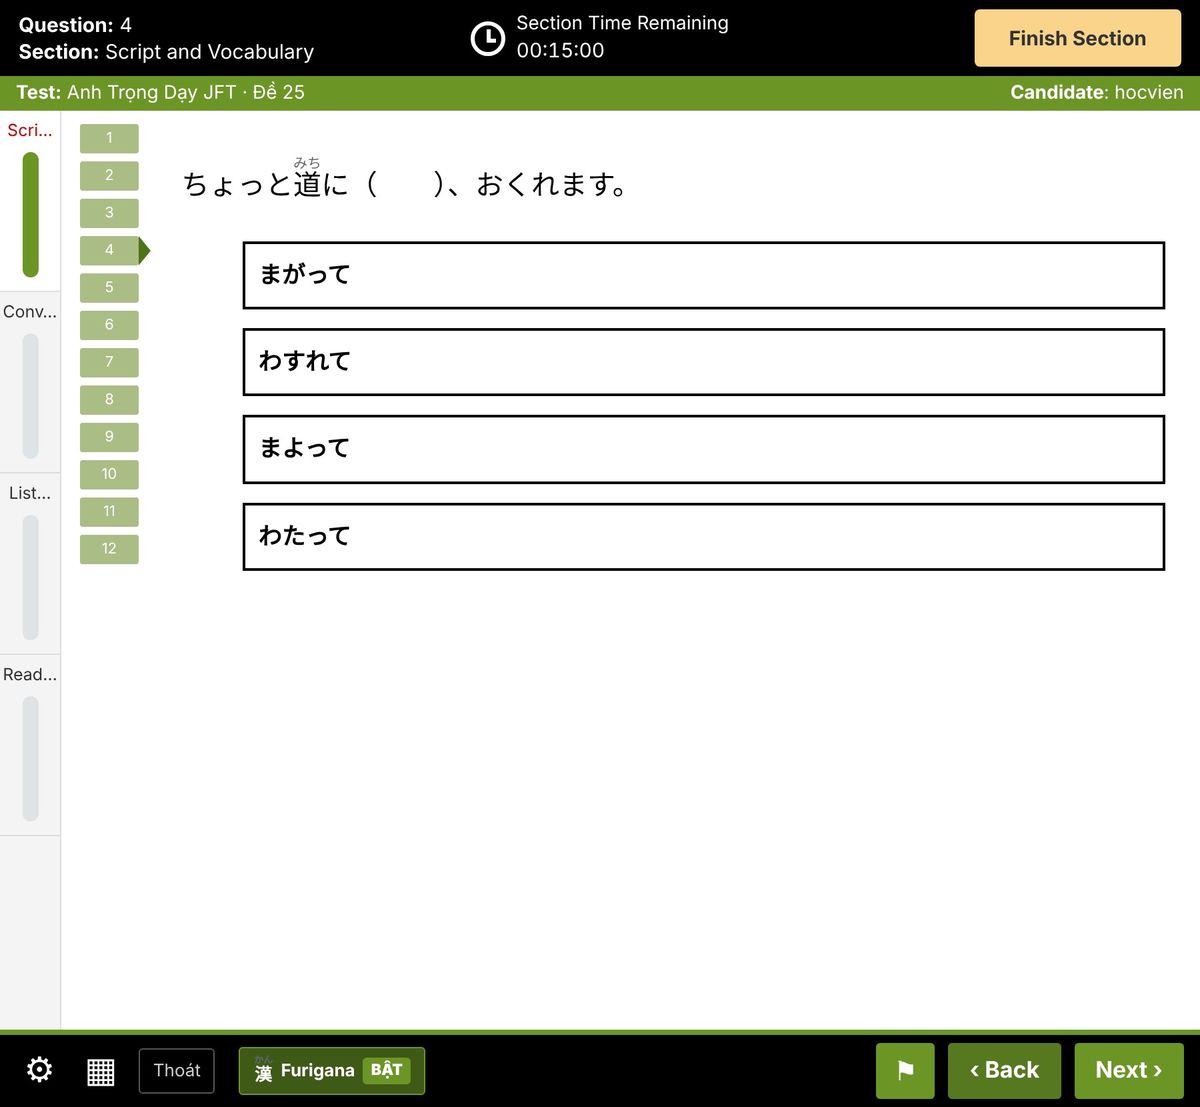 Question: 4
Section: Script and Vocabulary
Section Time Remaining
00:15:00
Finish Section
Test: Anh Trọng Dạy JFT · Đề 25
Candidate: hocvien
Scri...
Conv...
List...
Read...
1
2
3
4
5
6
7
8
9
10
11
12
みち
ちょっと道に（　　）、おくれます。
まがって
わすれて
まよって
わたって
Thoát
かん
漢 Furigana BẬT
‹ Back
Next ›